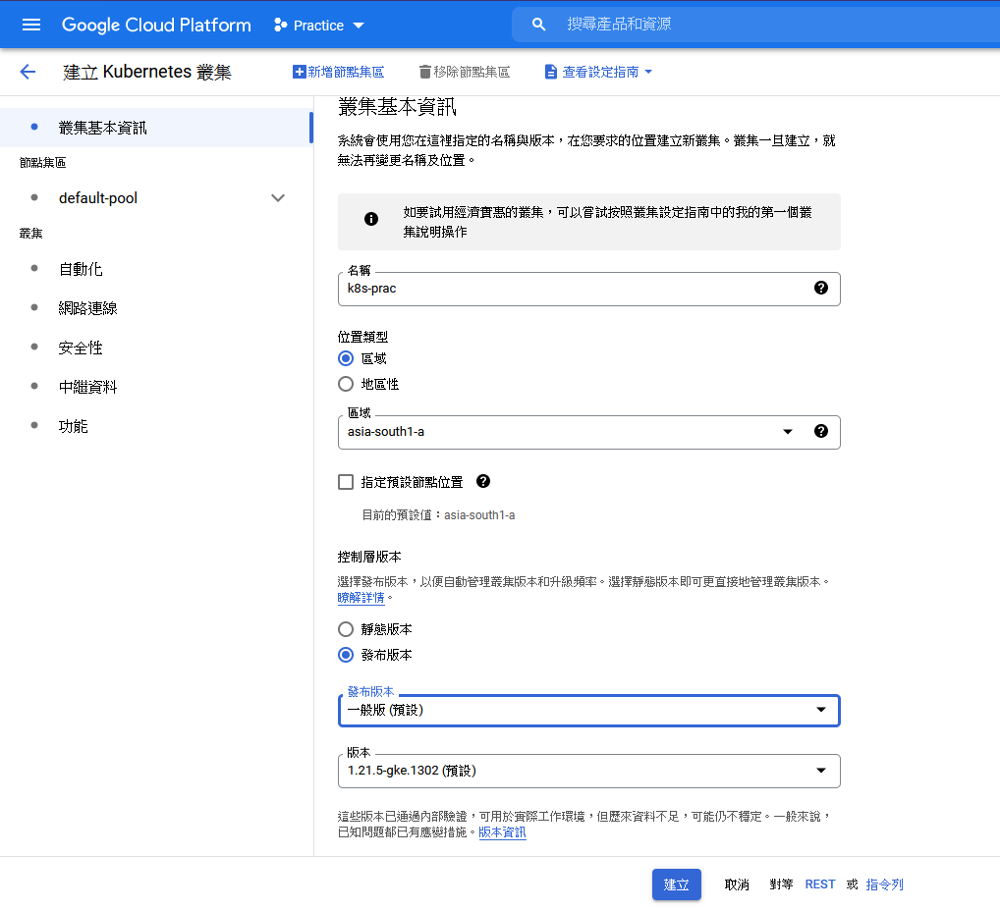 Google Cloud Platform
Practice
搜尋產品和資源
建立 Kubernetes 叢集
新增節點集區
移除節點集區
查看設定指南
叢集基本資訊
節點集區
default-pool
叢集
自動化
網路連線
安全性
中繼資料
功能
叢集基本資訊
系統會使用您在這裡指定的名稱與版本，在您要求的位置建立新叢集。叢集一旦建立，就
無法再變更名稱及位置。
如要試用經濟實惠的叢集，可以嘗試按照叢集設定指南中的我的第一個叢
集說明操作
名稱
k8s-prac
位置類型
區域
地區性
區域
asia-south1-a
指定預設節點位置
目前的預設值：asia-south1-a
控制層版本
選擇發布版本，以便自動管理叢集版本和升級頻率。選擇靜態版本即可更直接地管理叢集版本。
瞭解詳情。
靜態版本
發布版本
發布版本
一般版 (預設)
版本
1.21.5-gke.1302 (預設)
這些版本已通過內部驗證，可用於實際工作環境，但歷來資料不足，可能仍不穩定。一般來說，
已知問題都已有應變措施。版本資訊
建立
取消
對等 REST 或 指令列